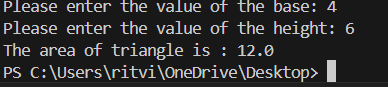 Please enter the value of the base: 4
Please enter the value of the height: 6
The area of triangle is : 12.0
PS C:\Users\ritvi\OneDrive\Desktop>